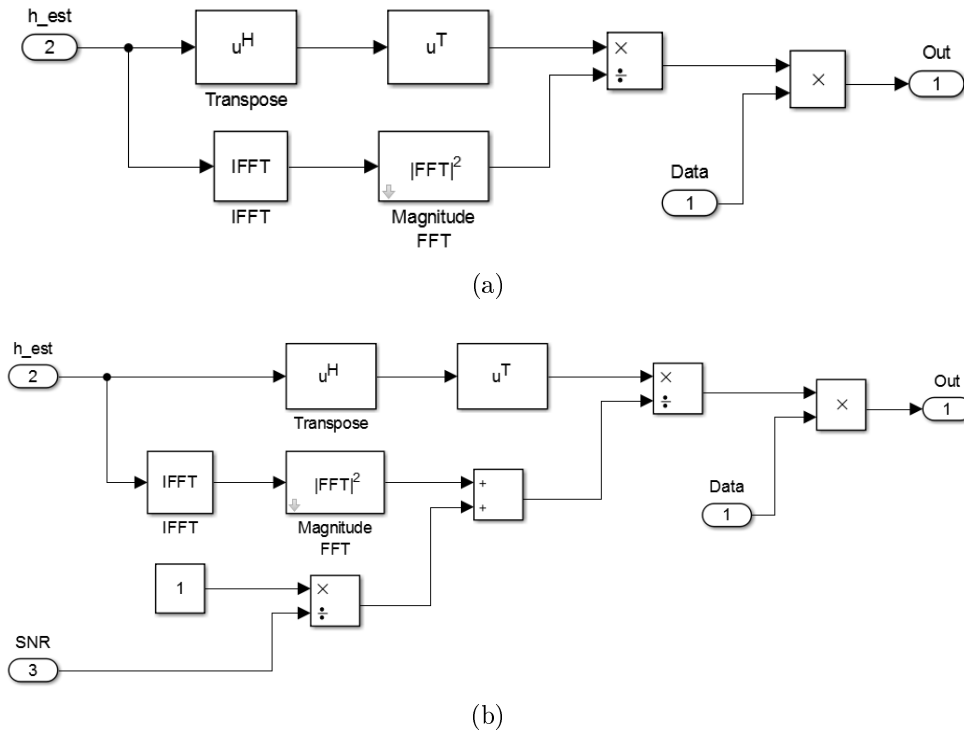 h_est
2
u^H
Transpose
u^T
×
÷
×
Out
1
IFFT
IFFT
|FFT|^2
Magnitude
FFT
Data
1
(a)
h_est
2
u^H
Transpose
u^T
×
÷
×
Out
1
IFFT
IFFT
|FFT|^2
Magnitude
FFT
+
+
Data
1
1
×
÷
SNR
3
(b)